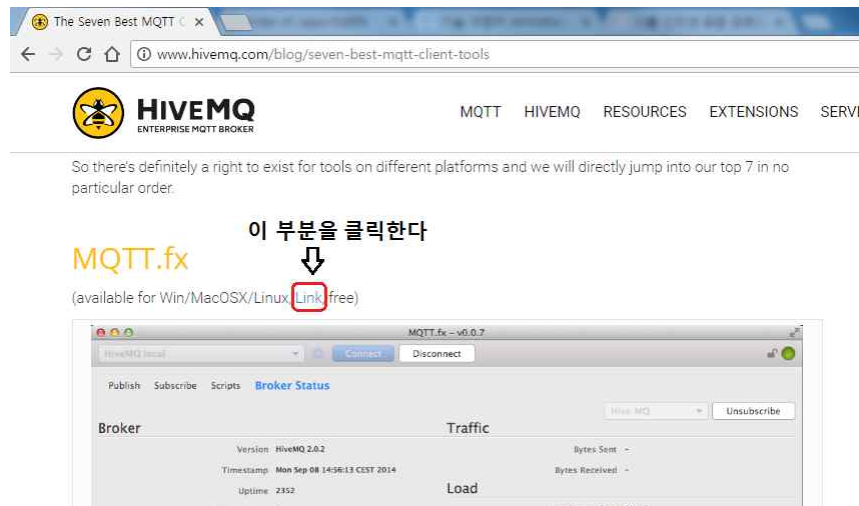 The Seven Best MQTT C
www.hivemq.com/blog/seven-best-mqtt-client-tools
HIVEMQ
ENTERPRISE MQTT BROKER
MQTT HIVEMQ RESOURCES EXTENSIONS SERVI
So there's definitely a right to exist for tools on different platforms and we will directly jump into our top 7 in no
particular order.
이 부분을 클릭한다
MQTT.fx
(available for Win/MacOSX/Linux, Link, free)
MQTT.fx - v0.0.7
HiveMQ local Connect Disconnect
Publish Subscribe Scripts Broker Status
Hive MQ Unsubscribe
Broker Traffic
Version HiveMQ 2.0.2 Bytes Sent -
Timestamp Mon Sep 08 14:56:13 CEST 2014 Bytes Received -
Uptime 2352 Load